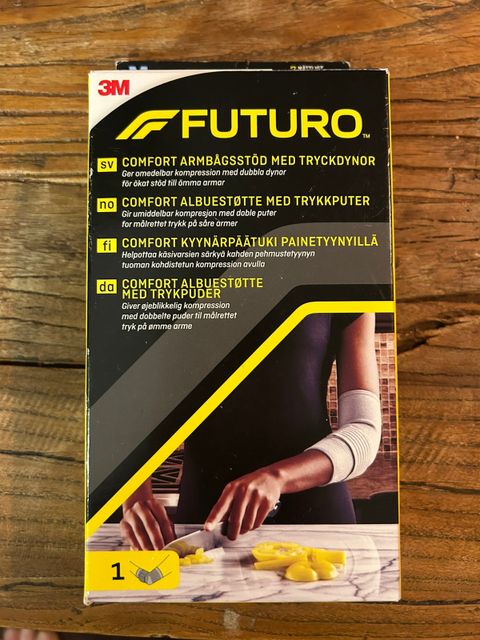 3M
FUTURO™
sv COMFORT ARMBÅGSSTÖD MED TRYCKDYNOR
Ger omedelbar kompression med dubbla dynor
för ökat stöd till ömma armar
no COMFORT ALBUESTØTTE MED TRYKKPUTER
Gir umiddelbar kompresjon med doble puter
for målrettet trykk på såre armer
fi COMFORT KYYNÄRPÄÄTUKI PAINETYYNYILLÄ
Helpottaa käsivarsien särkyä kahden pehmustetyynyn
tuoman kohdistetun kompression avulla
da COMFORT ALBUESTØTTE
MED TRYKPUDER
Giver øjeblikkelig kompression
med dobbelte puder til målrettet
tryk på ømme arme
1